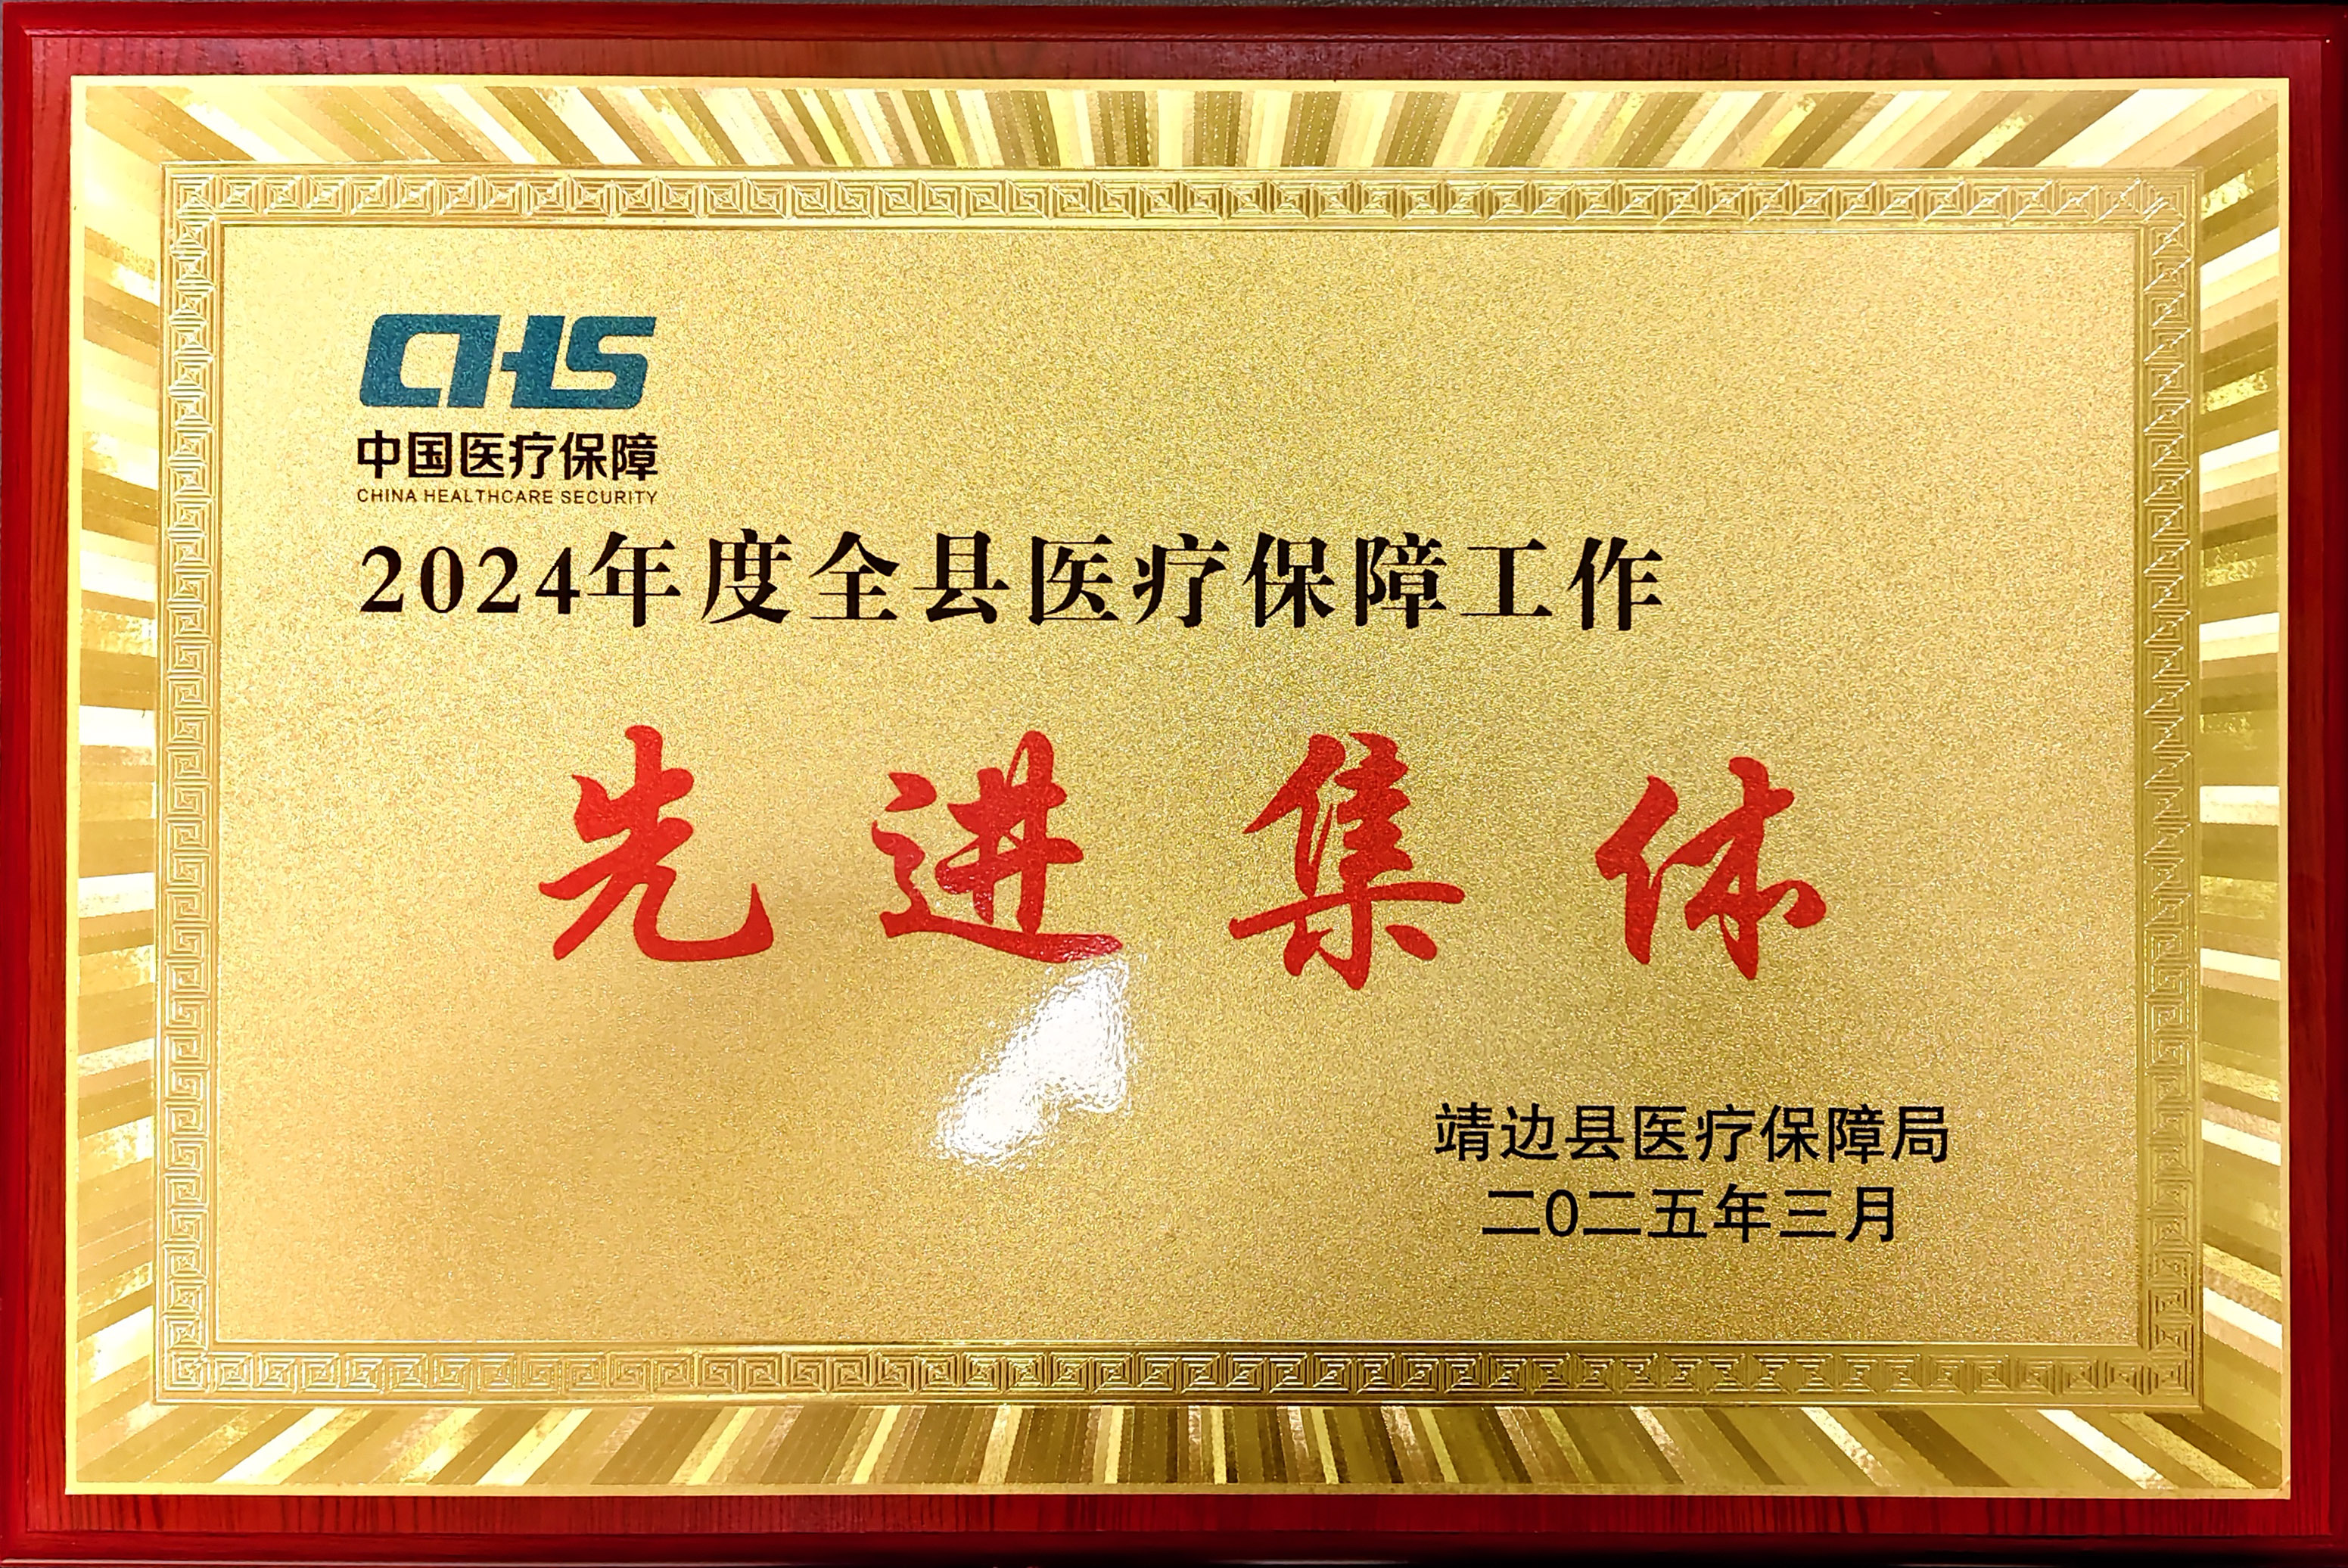 CHS
中国医疗保障
CHINA HEALTHCARE SECURITY
2024年度全县医疗保障工作
先进集体
靖边县医疗保障局
二0二五年三月